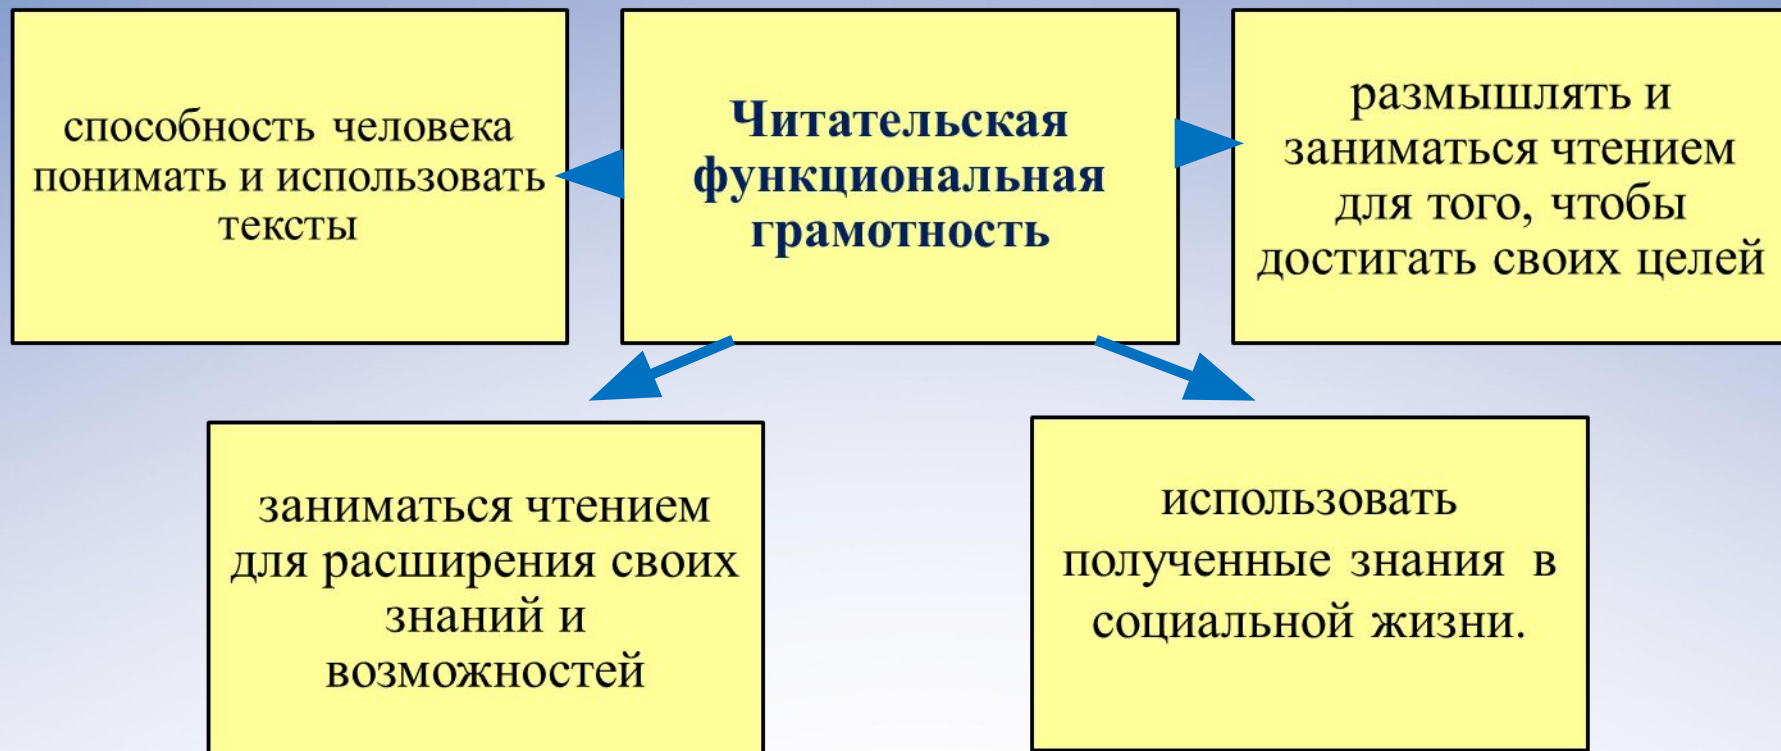 способность человека
понимать и использовать
тексты
Читательская
функциональная
грамотность
размышлять и
заниматься чтением
для того, чтобы
достигать своих целей
заниматься чтением
для расширения своих
знаний и
возможностей
использовать
полученные знания в
социальной жизни.